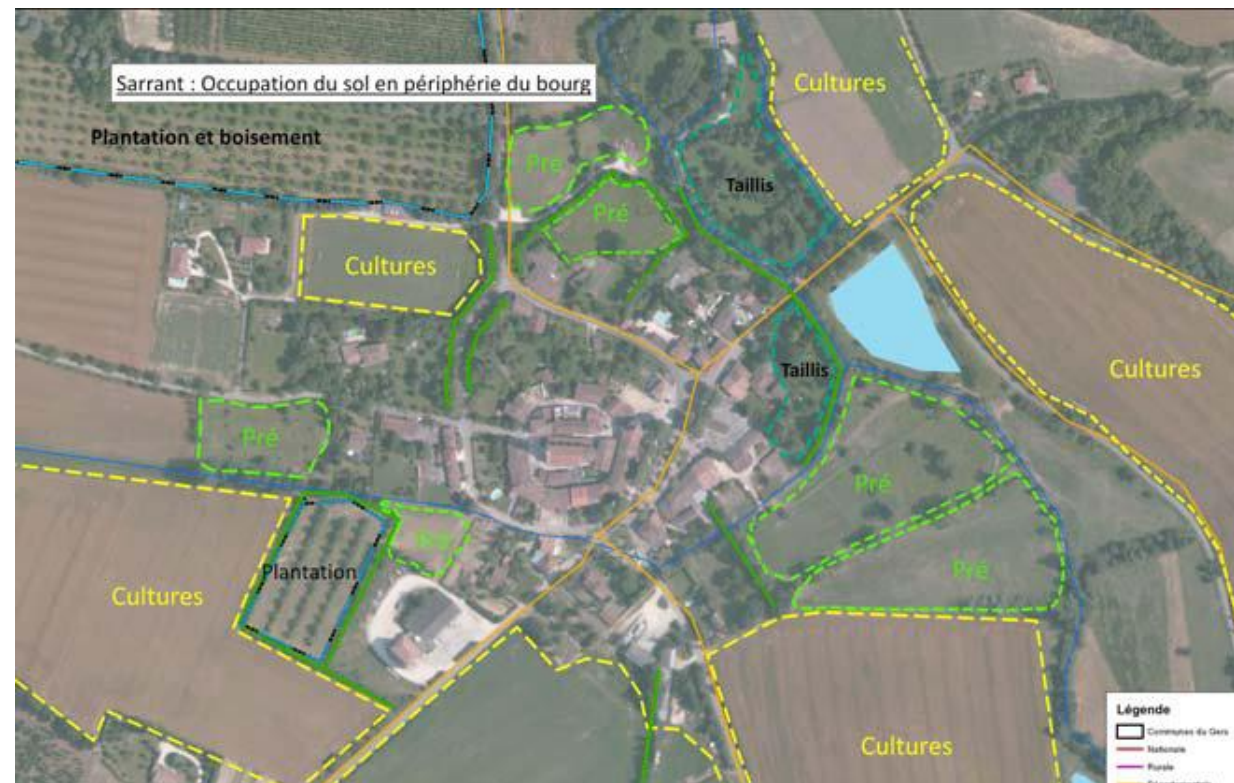 Sarrant : Occupation du sol en périphérie du bourg
Cultures
Plantation et boisement
Pré
Taillis
Pré
Cultures
Cultures
Taillis
Pré
Pré
Pré
Plantation
Cultures
Cultures
Légende
Communes du Gers
Nationale
Rurale